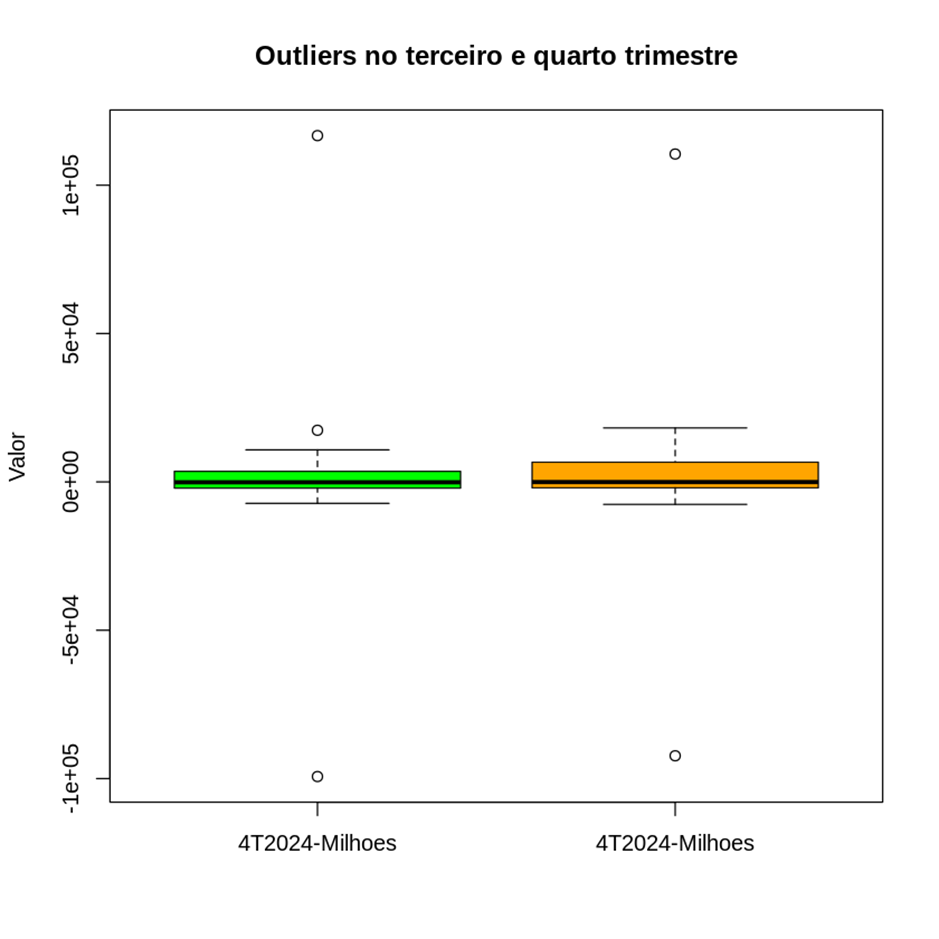 Outliers no terceiro e quarto trimestre
Valor
1e+05
5e+04
0e+00
-5e+04
-1e+05
4T2024-Milhoes
4T2024-Milhoes